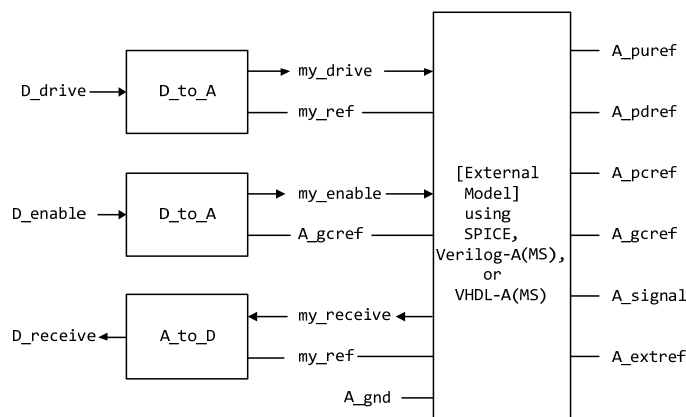 D_drive
D_to_A
my_drive
my_ref
D_enable
D_to_A
my_enable
A_gcref
D_receive
A_to_D
my_receive
my_ref
A_gnd
[External
Model]
using
SPICE,
Verilog-A(MS),
or
VHDL-A(MS)
A_puref
A_pdref
A_pcref
A_gcref
A_signal
A_extref